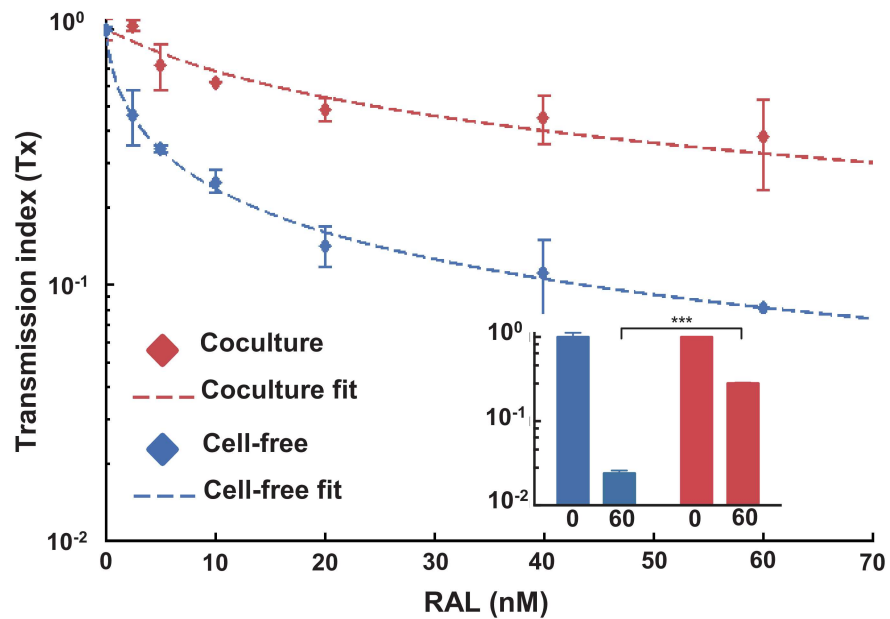 Transmission index (Tx)
10⁰
10⁻¹
10⁻²
Coculture
Coculture fit
Cell-free
Cell-free fit
***
10⁰
10⁻¹
10⁻²
0 60 0 60
0 10 20 30 40 50 60 70
RAL (nM)